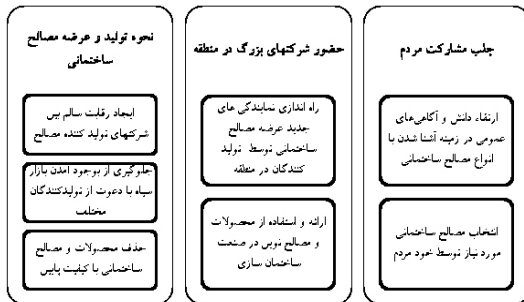 جلب مشارکت مردم
ارتقاء دانش و آگاهی‌های
عمومی در زمینه آشنا شدن با
انواع مصالح ساختمانی
انتخاب مصالح ساختمانی
مورد نیاز توسط خود مردم
حضور شرکتهای بزرگ در منطقه
راه اندازی نمایندگی های
جدید عرضه مصالح
ساختمانی توسط تولید
کنندگان در منطقه
ارائه و استفاده از محصولات
و مصالح نوین در صنعت
ساختمان سازی
نحوه تولید و عرضه مصالح
ساختمانی
ایجاد رقابت سالم بین
شرکتهای تولید کننده مصالح
جلوگیری از بوجود امدن بازار
سیاه با دعوت از تولیدکنندگان
مختلف
حذف محصولات و مصالح
ساختمانی با کیفیت پایین